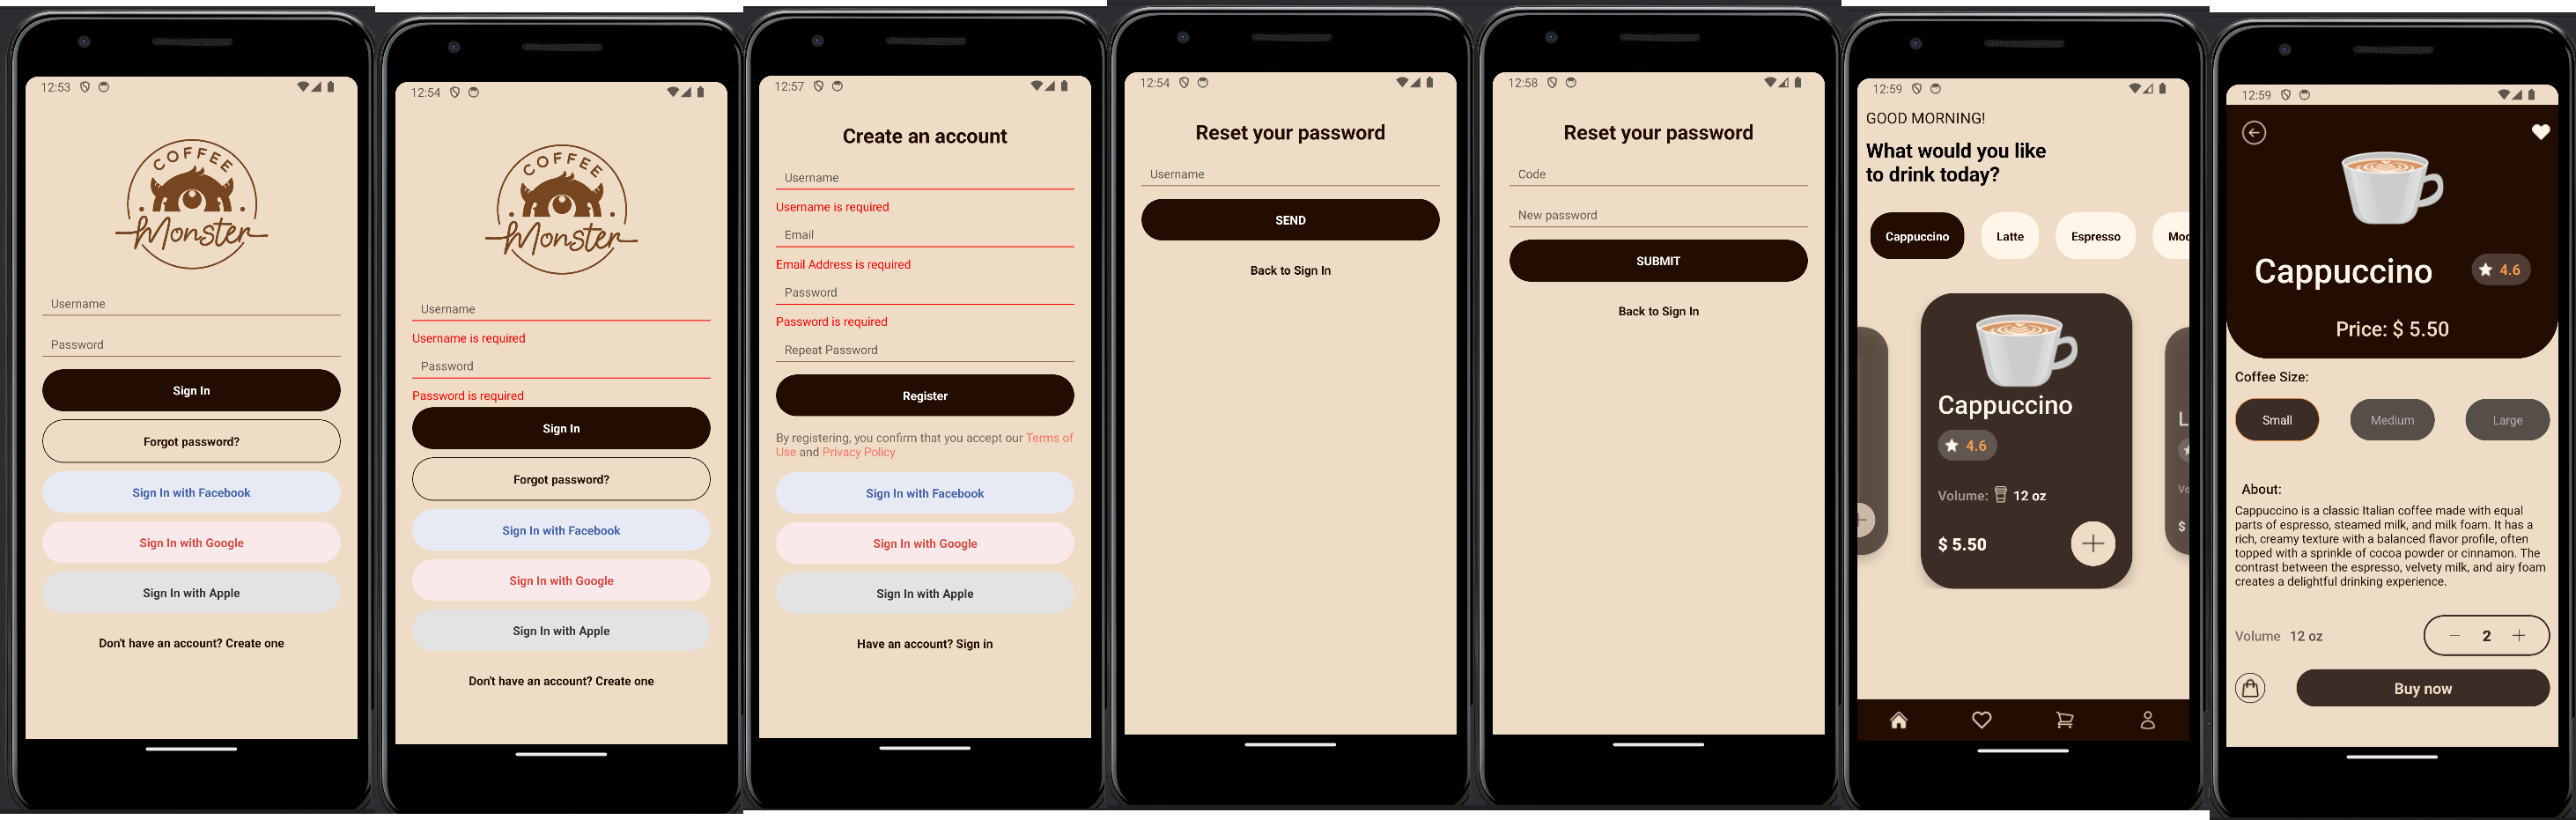 12:53
COFFEE
Monster
Username
Password
Sign In
Forgot password?
Sign In with Facebook
Sign In with Google
Sign In with Apple
Don't have an account? Create one
12:54
COFFEE
Monster
Username
Username is required
Password
Password is required
Sign In
Forgot password?
Sign In with Facebook
Sign In with Google
Sign In with Apple
Don't have an account? Create one
12:57
Create an account
Username
Username is required
Email
Email Address is required
Password
Password is required
Repeat Password
Register
By registering, you confirm that you accept our Terms of
Use and Privacy Policy
Sign In with Facebook
Sign In with Google
Sign In with Apple
Have an account? Sign in
12:54
Reset your password
Username
SEND
Back to Sign In
12:58
Reset your password
Code
New password
SUBMIT
Back to Sign In
12:59
GOOD MORNING!
What would you like
to drink today?
Cappuccino Latte Espresso
Cappuccino
4.6
Volume: 12 oz
$ 5.50
L
Vo
$
12:59
Cappuccino 4.6
Price: $ 5.50
Coffee Size:
Small Medium Large
About:
Cappuccino is a classic Italian coffee made with equal
parts of espresso, steamed milk, and milk foam. It has a
rich, creamy texture with a balanced flavor profile, often
topped with a sprinkle of cocoa powder or cinnamon. The
contrast between the espresso, velvety milk, and airy foam
creates a delightful drinking experience.
Volume 12 oz
2
Buy now